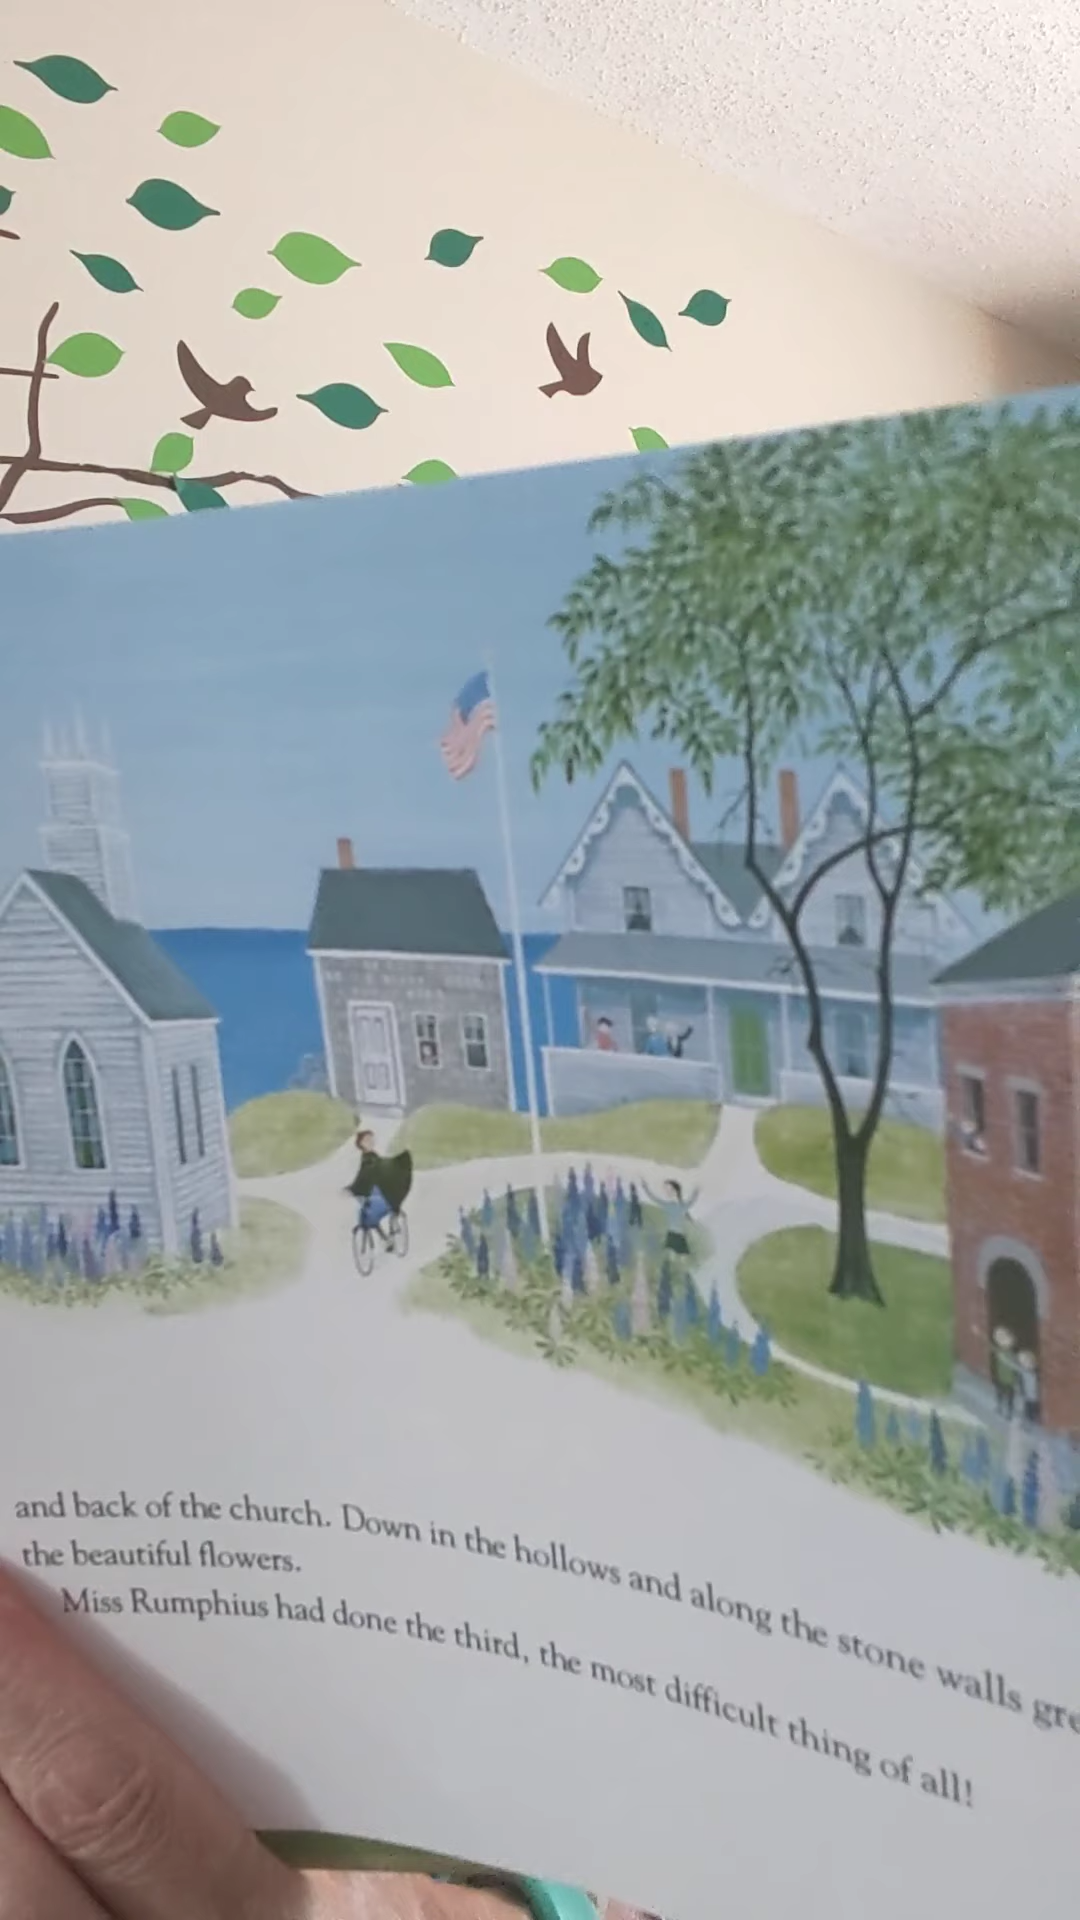 and back of the church. Down in the hollows and along the stone walls gre
the beautiful flowers.
Miss Rumphius had done the third, the most difficult thing of all!